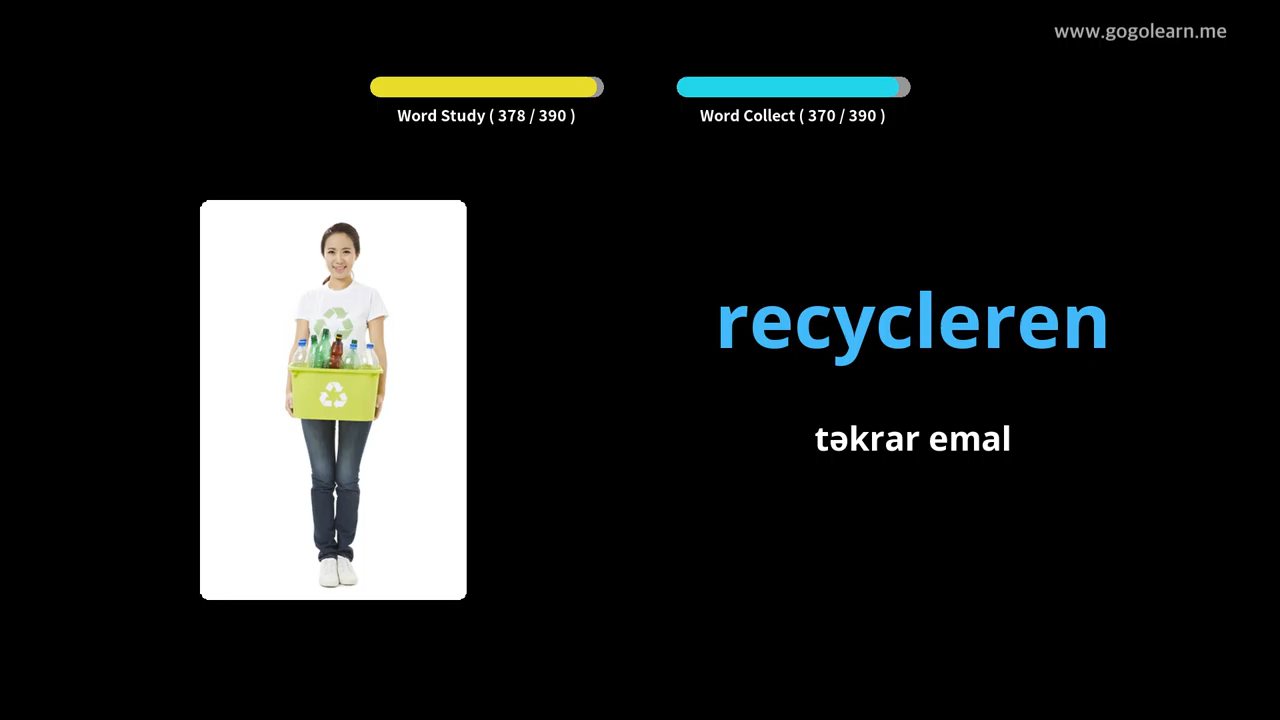 www.gogolearn.me
Word Study ( 378 / 390 )
Word Collect ( 370 / 390 )
recycleren
təkrar emal